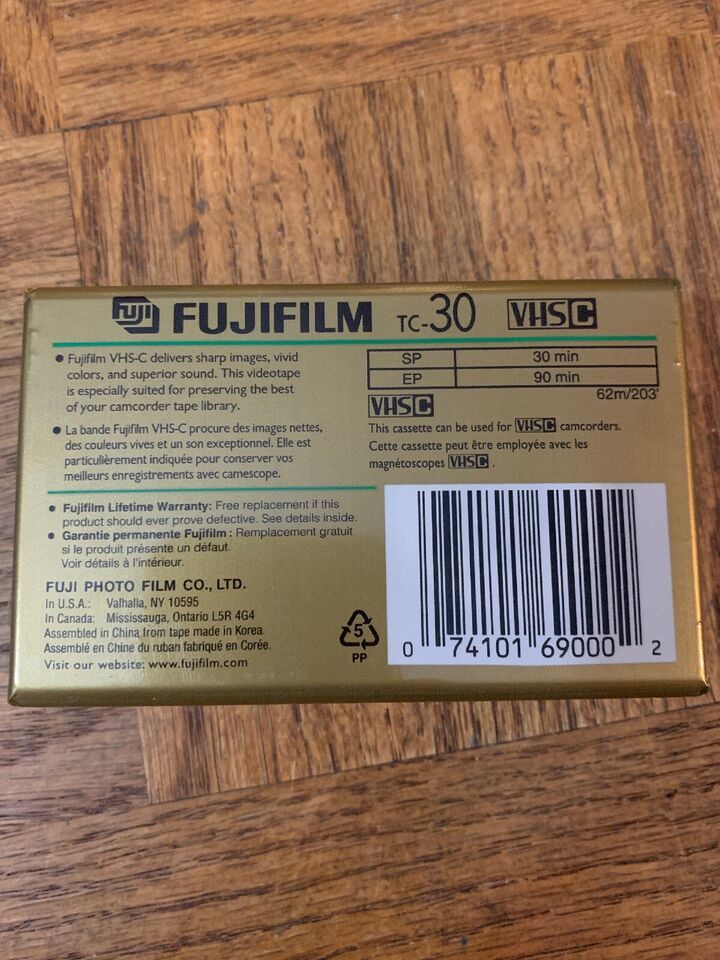 FUJI FUJIFILM TC-30 VHSC
• Fujifilm VHS-C delivers sharp images, vivid
colors, and superior sound. This videotape
is especially suited for preserving the best
of your camcorder tape library.
• La bande Fujifilm VHS-C procure des images nettes,
des couleurs vives et un son exceptionnel. Elle est
particulièrement indiquée pour conserver vos
meilleurs enregistrements avec camescope.
SP 30 min
EP 90 min
62m/203'
VHSC
This cassette can be used for VHSC camcorders.
Cette cassette peut être employée avec les
magnétoscopes VHSC.
• Fujifilm Lifetime Warranty: Free replacement if this
product should ever prove defective. See details inside.
• Garantie permanente Fujifilm : Remplacement gratuit
si le produit présente un défaut.
Voir détails à l'intérieur.
FUJI PHOTO FILM CO., LTD.
In U.S.A.: Valhalla, NY 10595
In Canada: Mississauga, Ontario L5R 4G4
Assembled in China from tape made in Korea.
Assemblé en Chine du ruban fabriqué en Corée.
Visit our website: www.fujifilm.com
5
PP
0 74101 69000 2